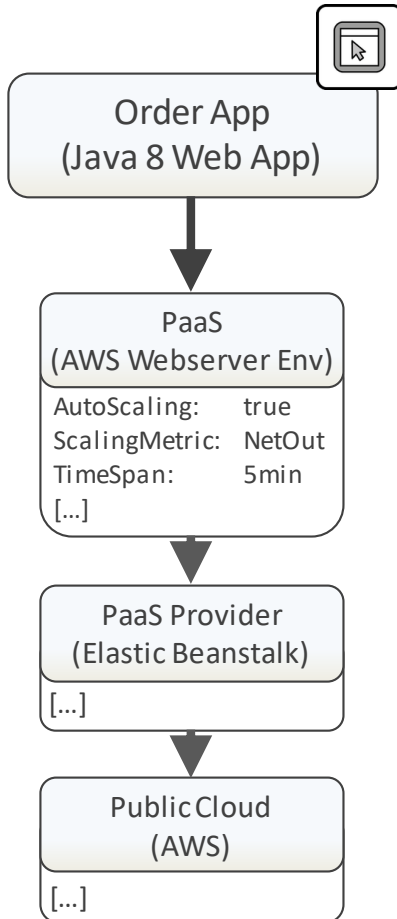 Order App
(Java 8 Web App)
PaaS
(AWS Webserver Env)
AutoScaling: true
ScalingMetric: NetOut
TimeSpan: 5min
[...]
PaaS Provider
(Elastic Beanstalk)
[...]
Public Cloud
(AWS)
[...]